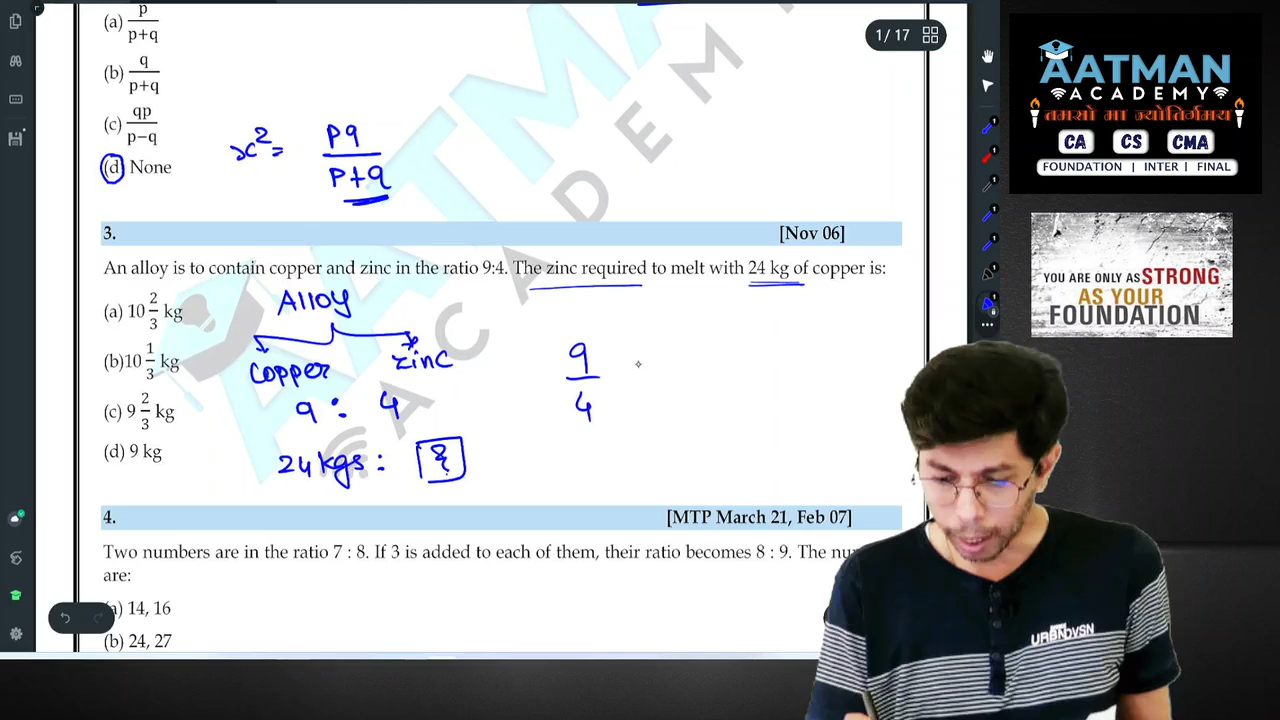 (a) p/p+q
(b) q/p+q
(c) qp/p−q
(d) None
x² = pq/p+q
1 / 17
3. [Nov 06]
An alloy is to contain copper and zinc in the ratio 9:4. The zinc required to melt with 24 kg of copper is:
(a) 10 2/3 kg
(b)10 1/3 kg
(c) 9 2/3 kg
(d) 9 kg
Alloy
Copper zinc
9 : 4
24 kgs : ?
9/4
4. [MTP March 21, Feb 07]
Two numbers are in the ratio 7 : 8. If 3 is added to each of them, their ratio becomes 8 : 9. The
are:
(a) 14, 16
(b) 24, 27
AATMAN
ACADEMY
तमसो मा ज्योतिर्गमय
CA CS CMA
FOUNDATION | INTER | FINAL
YOU ARE ONLY AS STRONG
AS YOUR
FOUNDATION
URBNDVSN
AATMAN
ACADEM